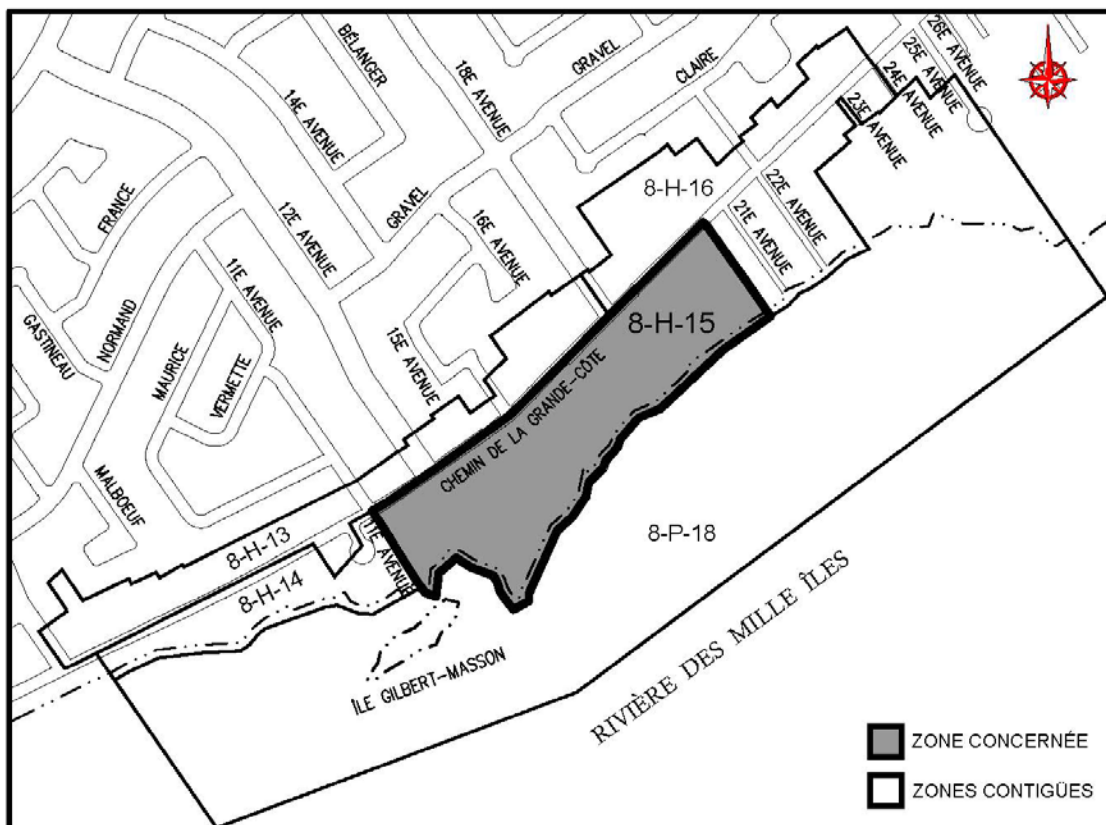 BÉLANGER
18E AVENUE
GRAVEL
CLAIRE
26E AVENUE
25E AVENUE
24E AVENUE
23E AVENUE
14E AVENUE
FRANCE
12E AVENUE
GRAVEL
16E AVENUE
8-H-16
22E AVENUE
21E AVENUE
11E AVENUE
NORMAND
GASTINEAU
MAURICE
VERMETTE
15E AVENUE
8-H-15
CHEMIN DE LA GRANDE-CÔTE
MALBOEUF
8-H-13
8-H-14
11E AVENUE
8-P-18
ÎLE GILBERT-MASSON
RIVIÈRE DES MILLE ÎLES
ZONE CONCERNÉE
ZONES CONTIGÜES